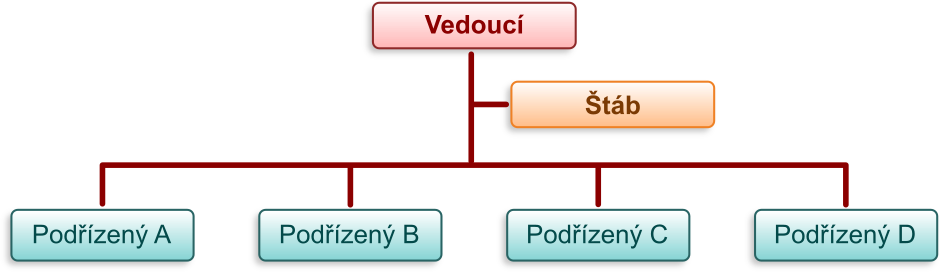 Vedoucí
Štáb
Podřízený A
Podřízený B
Podřízený C
Podřízený D